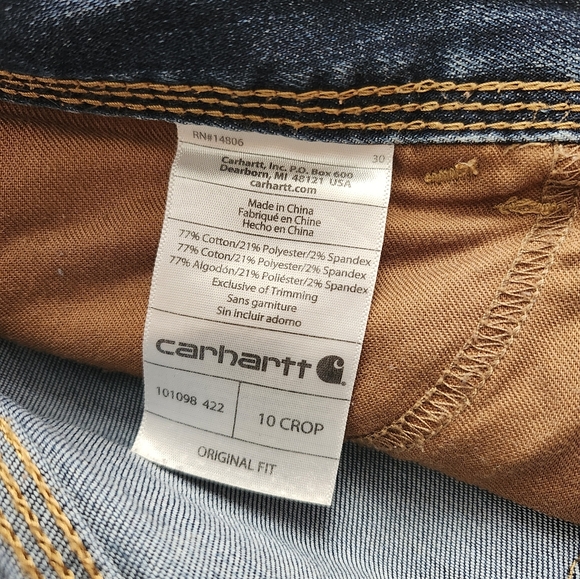 RN#14806
30
Carhartt, Inc. P.O. Box 600
Dearborn, MI 48121 USA
carhartt.com
Made in China
Fabriqué en Chine
Hecho en China
77% Cotton/21% Polyester/2% Spandex
77% Coton/21% Polyester/2% Spandex
77% Algodón/21% Poliéster/2% Spandex
Exclusive of Trimming
Sans garniture
Sin incluir adorno
carhartt
101098 422
10 CROP
ORIGINAL FIT